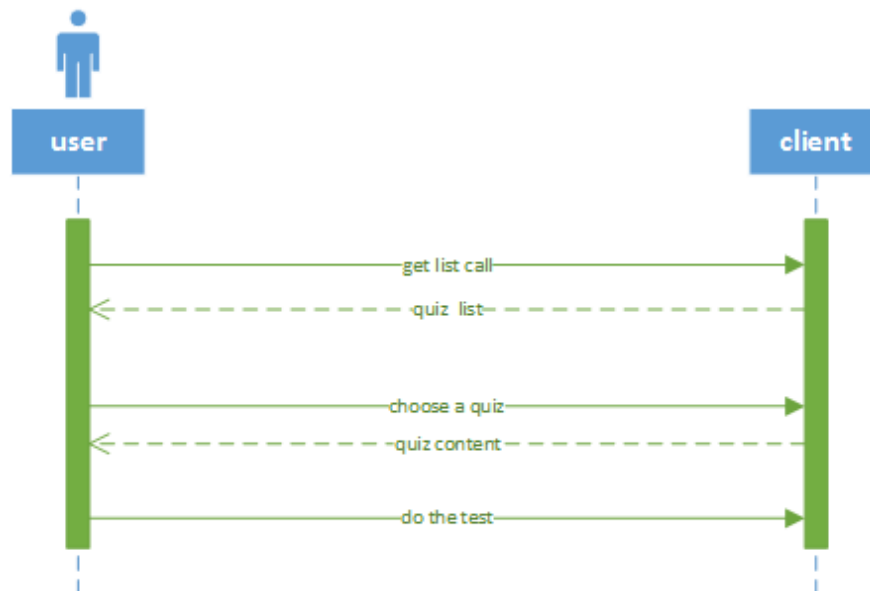 user
client
get list call
quiz list
choose a quiz
quiz content
do the test